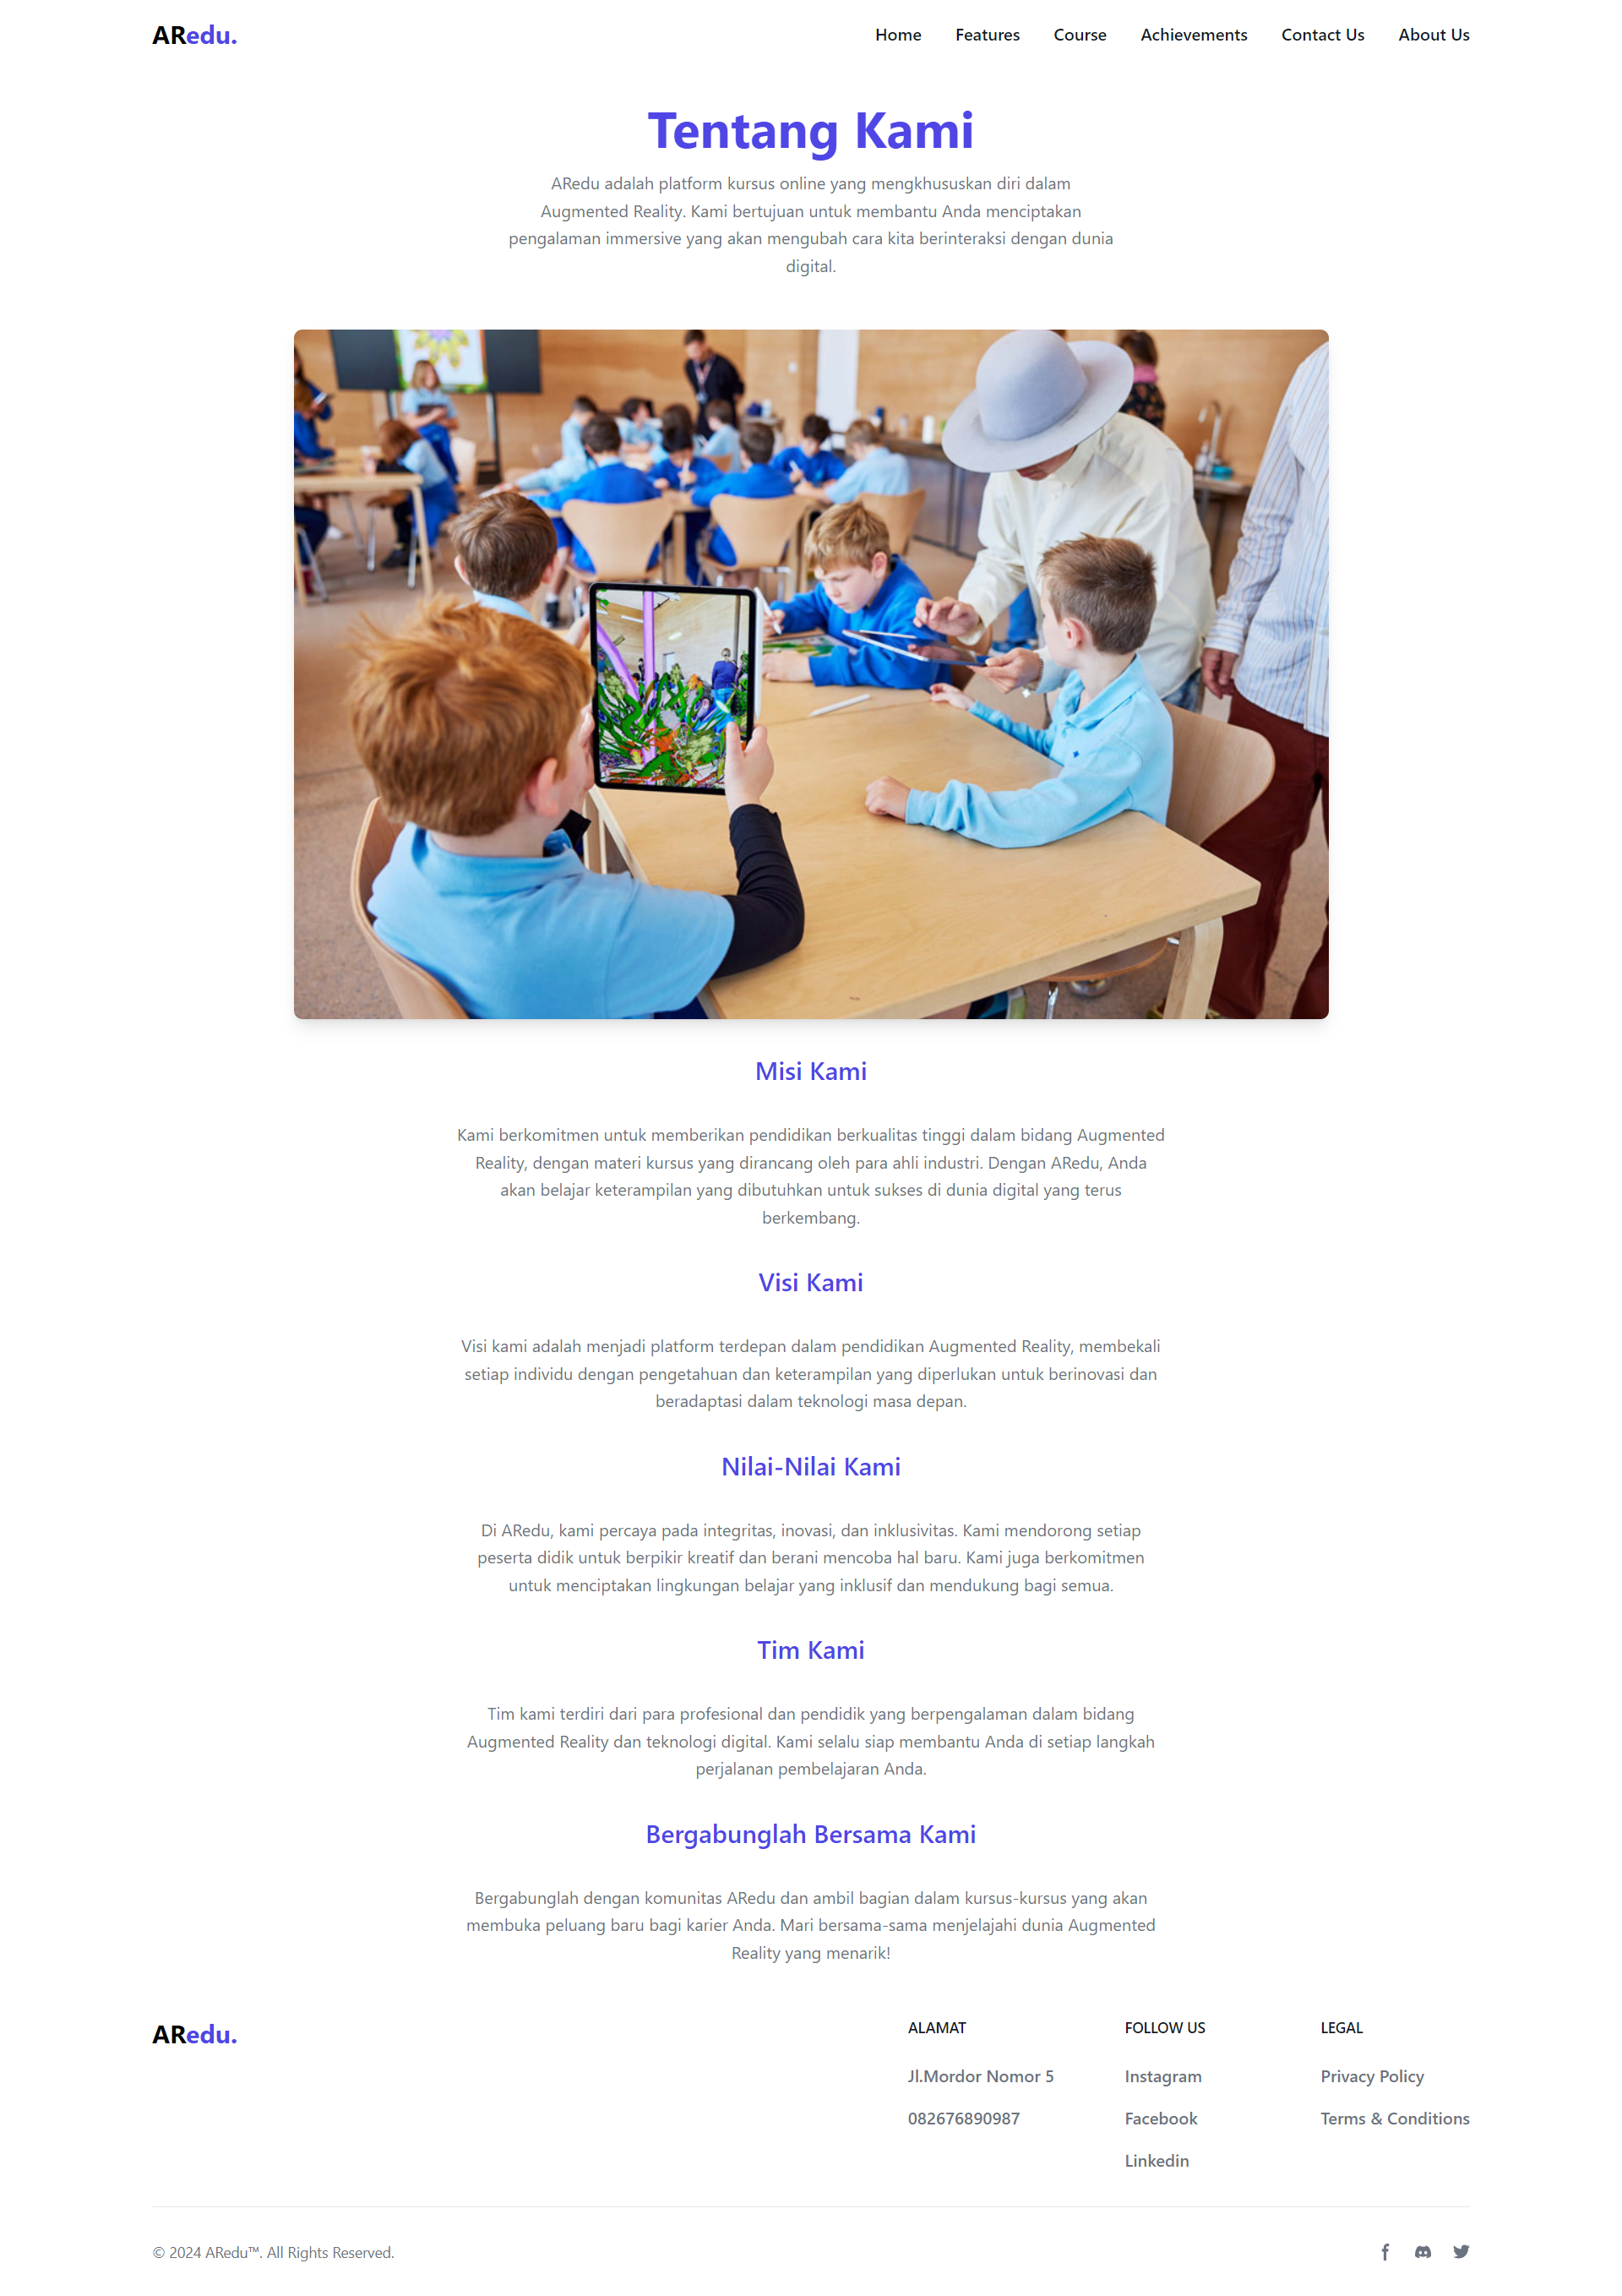 ARedu.
Home Features Course Achievements Contact Us About Us
Tentang Kami
ARedu adalah platform kursus online yang mengkhususkan diri dalam
Augmented Reality. Kami bertujuan untuk membantu Anda menciptakan
pengalaman immersive yang akan mengubah cara kita berinteraksi dengan dunia
digital.
Misi Kami
Kami berkomitmen untuk memberikan pendidikan berkualitas tinggi dalam bidang Augmented
Reality, dengan materi kursus yang dirancang oleh para ahli industri. Dengan ARedu, Anda
akan belajar keterampilan yang dibutuhkan untuk sukses di dunia digital yang terus
berkembang.
Visi Kami
Visi kami adalah menjadi platform terdepan dalam pendidikan Augmented Reality, membekali
setiap individu dengan pengetahuan dan keterampilan yang diperlukan untuk berinovasi dan
beradaptasi dalam teknologi masa depan.
Nilai-Nilai Kami
Di ARedu, kami percaya pada integritas, inovasi, dan inklusivitas. Kami mendorong setiap
peserta didik untuk berpikir kreatif dan berani mencoba hal baru. Kami juga berkomitmen
untuk menciptakan lingkungan belajar yang inklusif dan mendukung bagi semua.
Tim Kami
Tim kami terdiri dari para profesional dan pendidik yang berpengalaman dalam bidang
Augmented Reality dan teknologi digital. Kami selalu siap membantu Anda di setiap langkah
perjalanan pembelajaran Anda.
Bergabunglah Bersama Kami
Bergabunglah dengan komunitas ARedu dan ambil bagian dalam kursus-kursus yang akan
membuka peluang baru bagi karier Anda. Mari bersama-sama menjelajahi dunia Augmented
Reality yang menarik!
ARedu.
ALAMAT
Jl.Mordor Nomor 5
082676890987
FOLLOW US
Instagram
Facebook
Linkedin
LEGAL
Privacy Policy
Terms & Conditions
© 2024 ARedu™. All Rights Reserved.